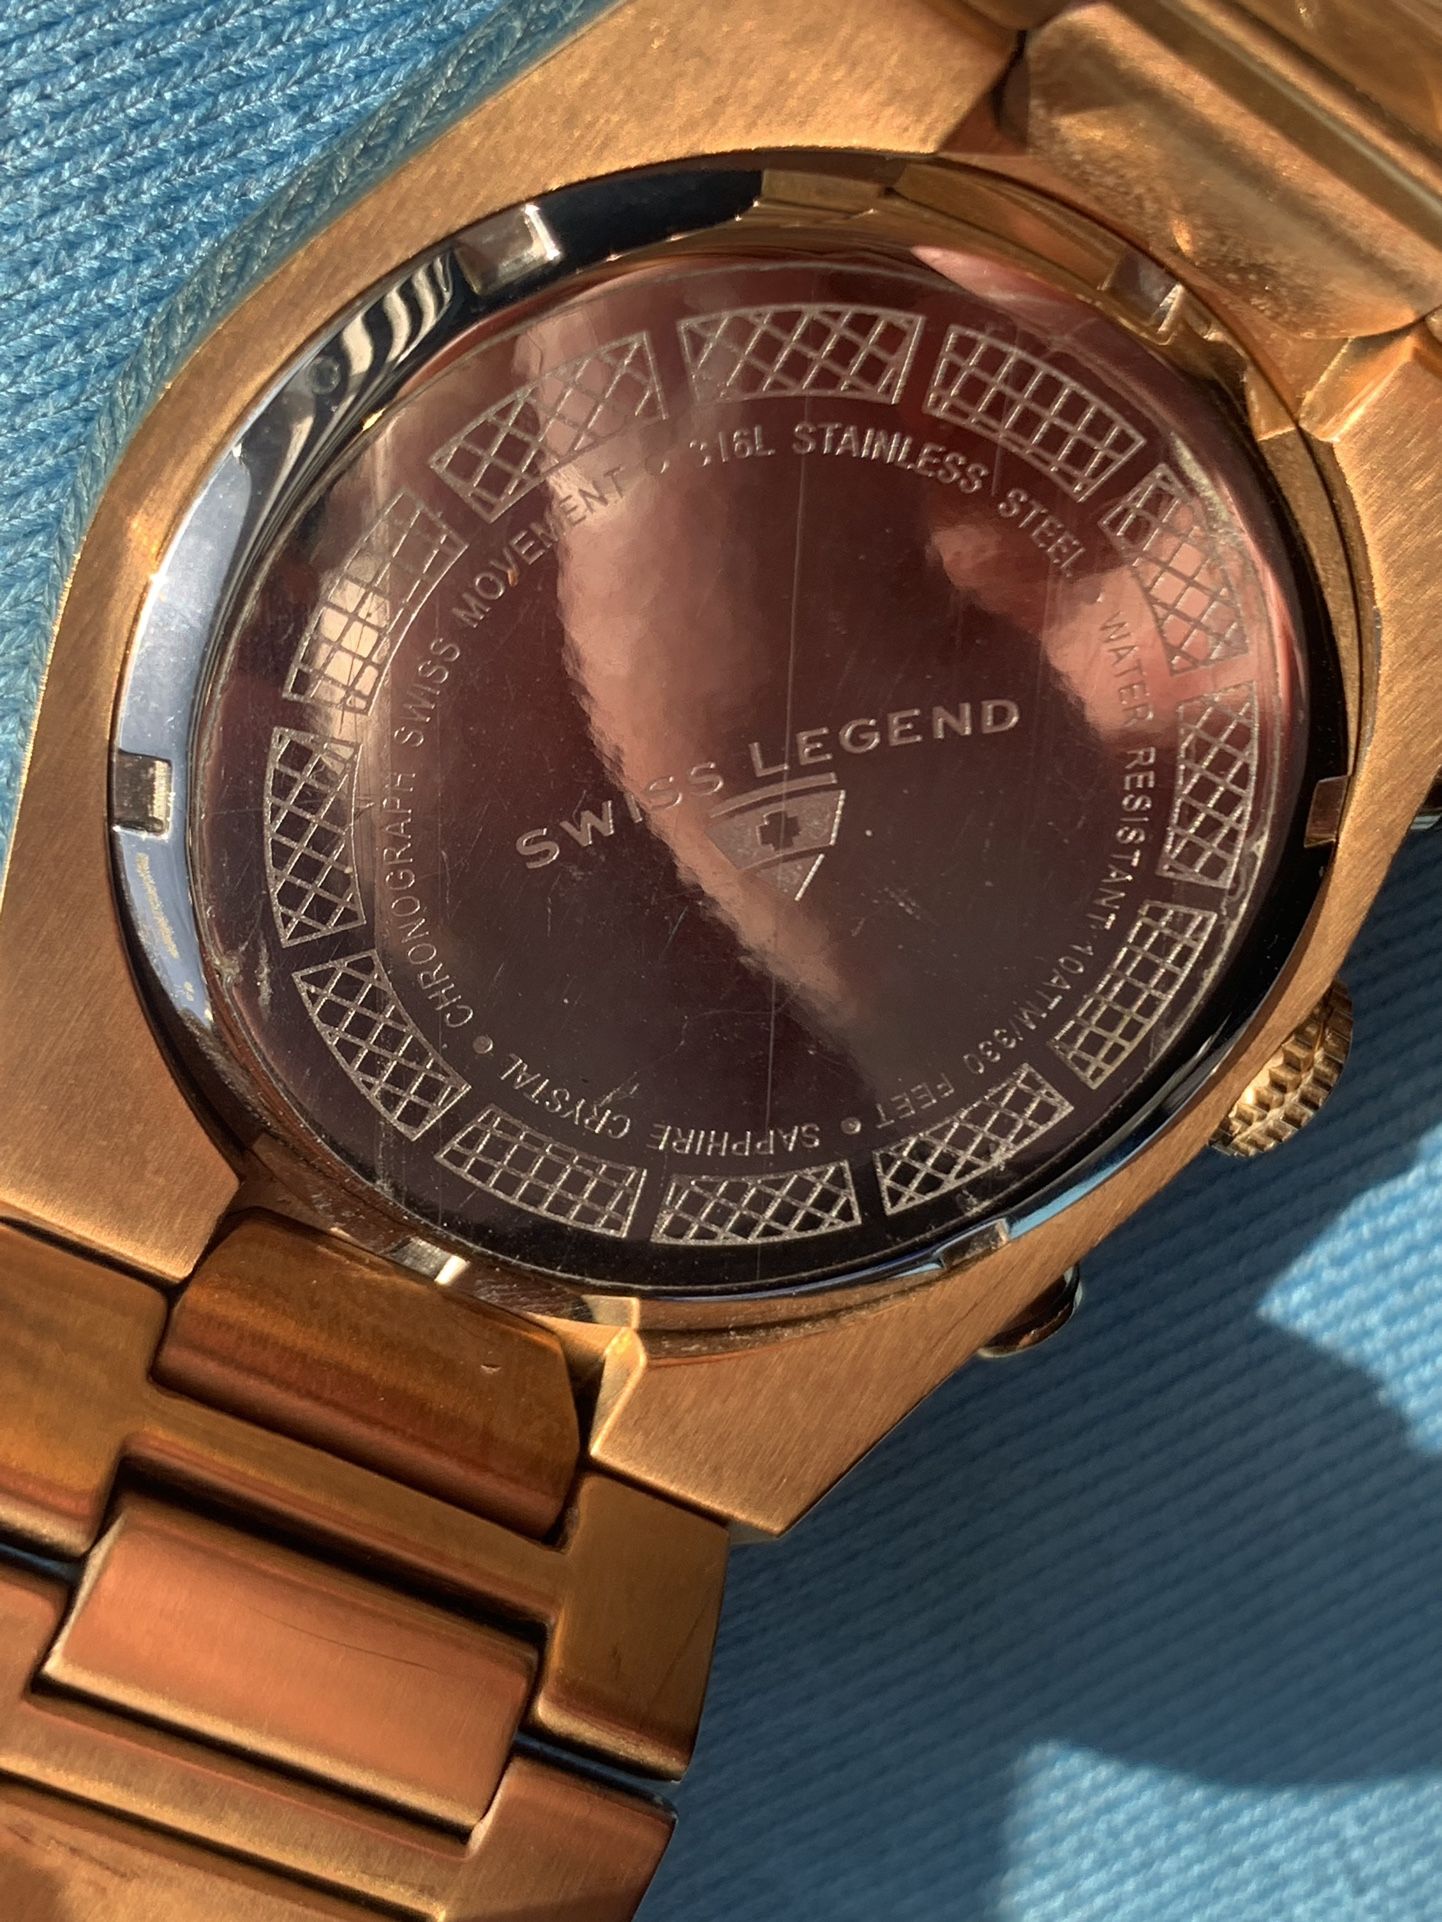 SWISS LEGEND
CHRONOGRAPH SWISS MOVEMENT • 316L STAINLESS STEEL • WATER RESISTANT 10ATM/330 FEET • SAPPHIRE CRYSTAL •